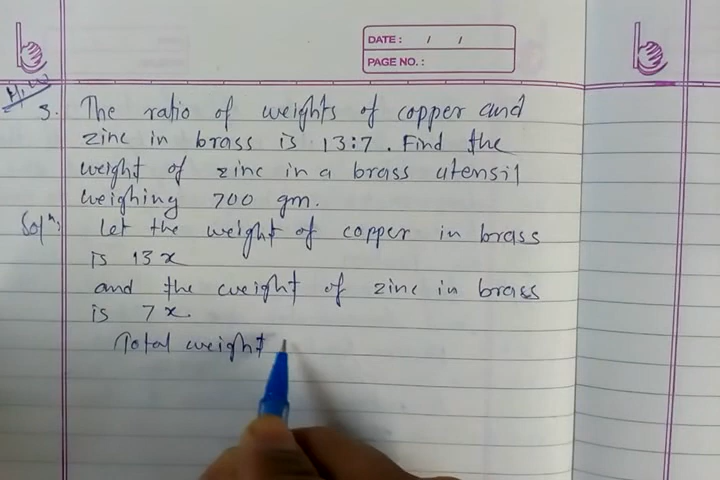 DATE : / /
PAGE NO. :
H.W
3. The ratio of weights of copper and
zinc in brass is 13:7. Find the
weight of zinc in a brass utensil
weighing 700 gm.
Solⁿ: Let the weight of copper in brass
is 13x
and the weight of zinc in brass
is 7x.
Total weight